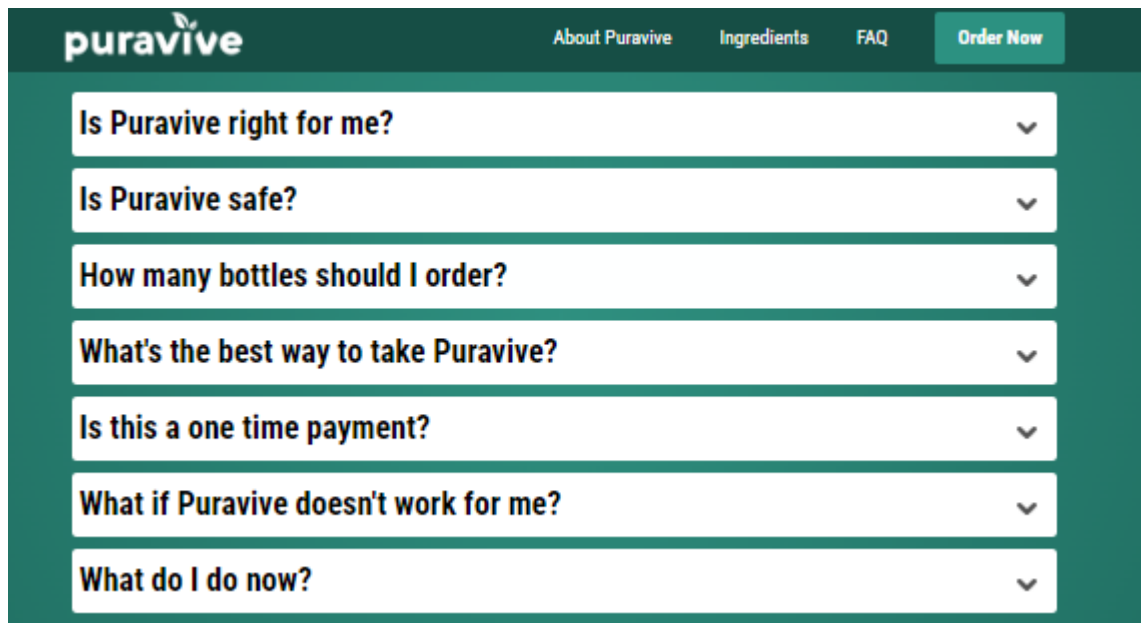 puravive
About Puravive Ingredients FAQ Order Now
Is Puravive right for me?
Is Puravive safe?
How many bottles should I order?
What's the best way to take Puravive?
Is this a one time payment?
What if Puravive doesn't work for me?
What do I do now?